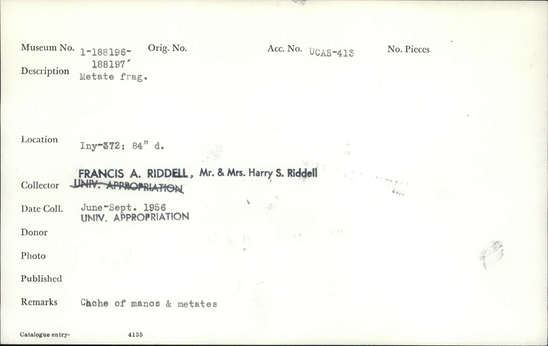 Museum No. 1-188196- Orig. No. Acc. No. UCAS-413 No. Pieces
188197
Description Metate frag.
Location Iny-372: 84" d.
FRANCIS A. RIDDELL, Mr. & Mrs. Harry S. Riddell
Collector UNIV. APPROPRIATION
Date Coll. June-Sept. 1956
UNIV. APPROPRIATION
Donor
Photo
Published
Remarks Cache of manos & metates
Catalogue entry- 4155